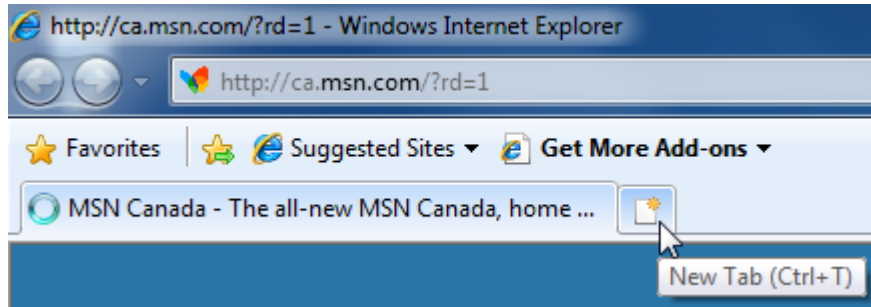 http://ca.msn.com/?rd=1 - Windows Internet Explorer
http://ca.msn.com/?rd=1
Favorites Suggested Sites Get More Add-ons
MSN Canada - The all-new MSN Canada, home ...
New Tab (Ctrl+T)